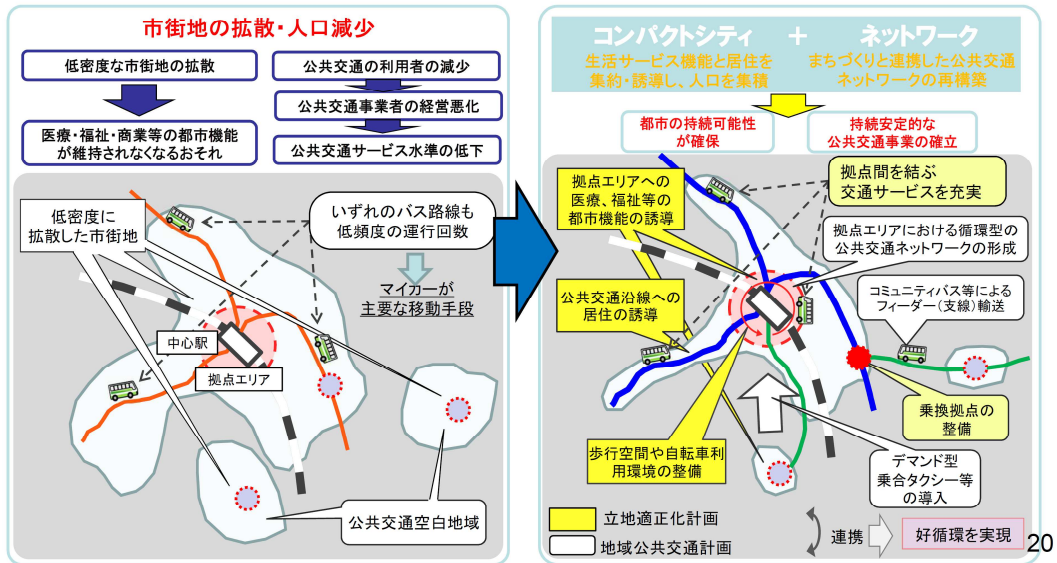 市街地の拡散・人口減少
低密度な市街地の拡散
医療・福祉・商業等の都市機能
が維持されなくなるおそれ
公共交通の利用者の減少
公共交通事業者の経営悪化
公共交通サービス水準の低下
低密度に
拡散した市街地
いずれのバス路線も
低頻度の運行回数
マイカーが
主要な移動手段
中心駅
拠点エリア
公共交通空白地域
コンパクトシティ + ネットワーク
生活サービス機能と居住を
集約・誘導し、人口を集積
まちづくりと連携した公共交通
ネットワークの再構築
都市の持続可能性
が確保
持続安定的な
公共交通事業の確立
拠点エリアへの
医療、福祉等の
都市機能の誘導
拠点間を結ぶ
交通サービスを充実
拠点エリアにおける循環型の
公共交通ネットワークの形成
公共交通沿線への
居住の誘導
コミュニティバス等による
フィーダー(支線)輸送
乗換拠点の
整備
歩行空間や自転車利
用環境の整備
デマンド型
乗合タクシー等
の導入
立地適正化計画
地域公共交通計画
連携
好循環を実現
20